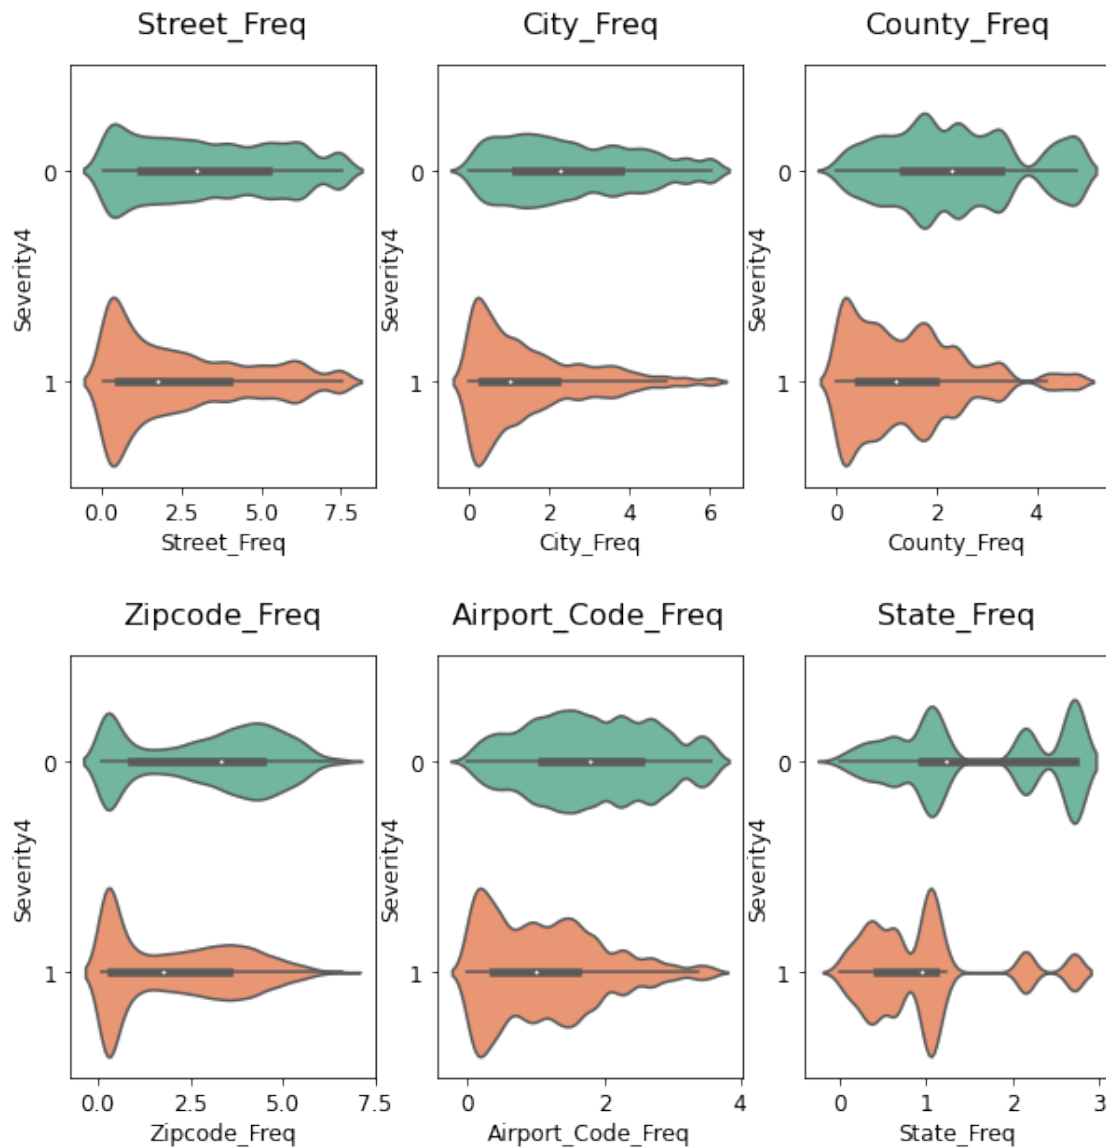 Street_Freq City_Freq County_Freq
Severity4 Severity4 Severity4
0 0 0
1 1 1
0.0 2.5 5.0 7.5 0 2 4 6 0 2 4
Street_Freq City_Freq County_Freq
Zipcode_Freq Airport_Code_Freq State_Freq
Severity4 Severity4 Severity4
0 0 0
1 1 1
0.0 2.5 5.0 7.5 0 2 4 0 1 2 3
Zipcode_Freq Airport_Code_Freq State_Freq